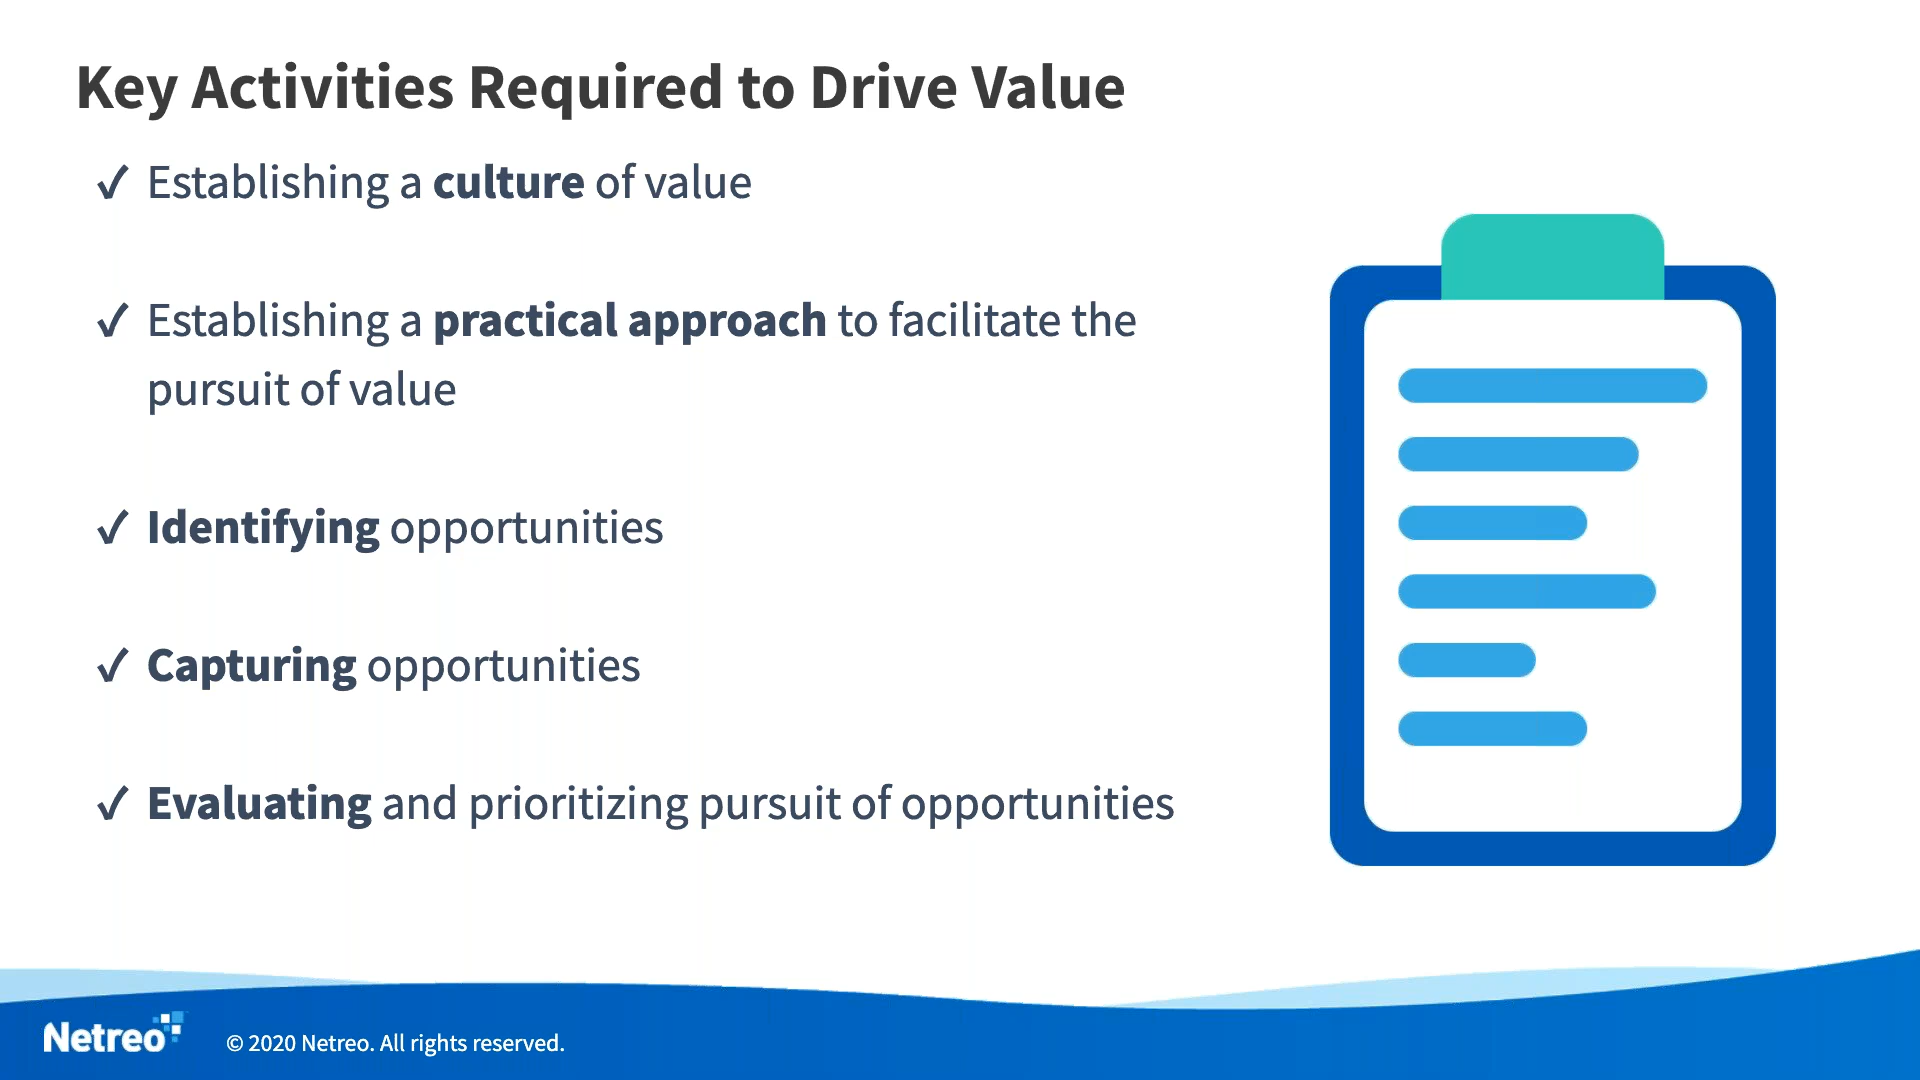 Key Activities Required to Drive Value
✓ Establishing a culture of value
✓ Establishing a practical approach to facilitate the
pursuit of value
✓ Identifying opportunities
✓ Capturing opportunities
✓ Evaluating and prioritizing pursuit of opportunities
Netreo
© 2020 Netreo. All rights reserved.